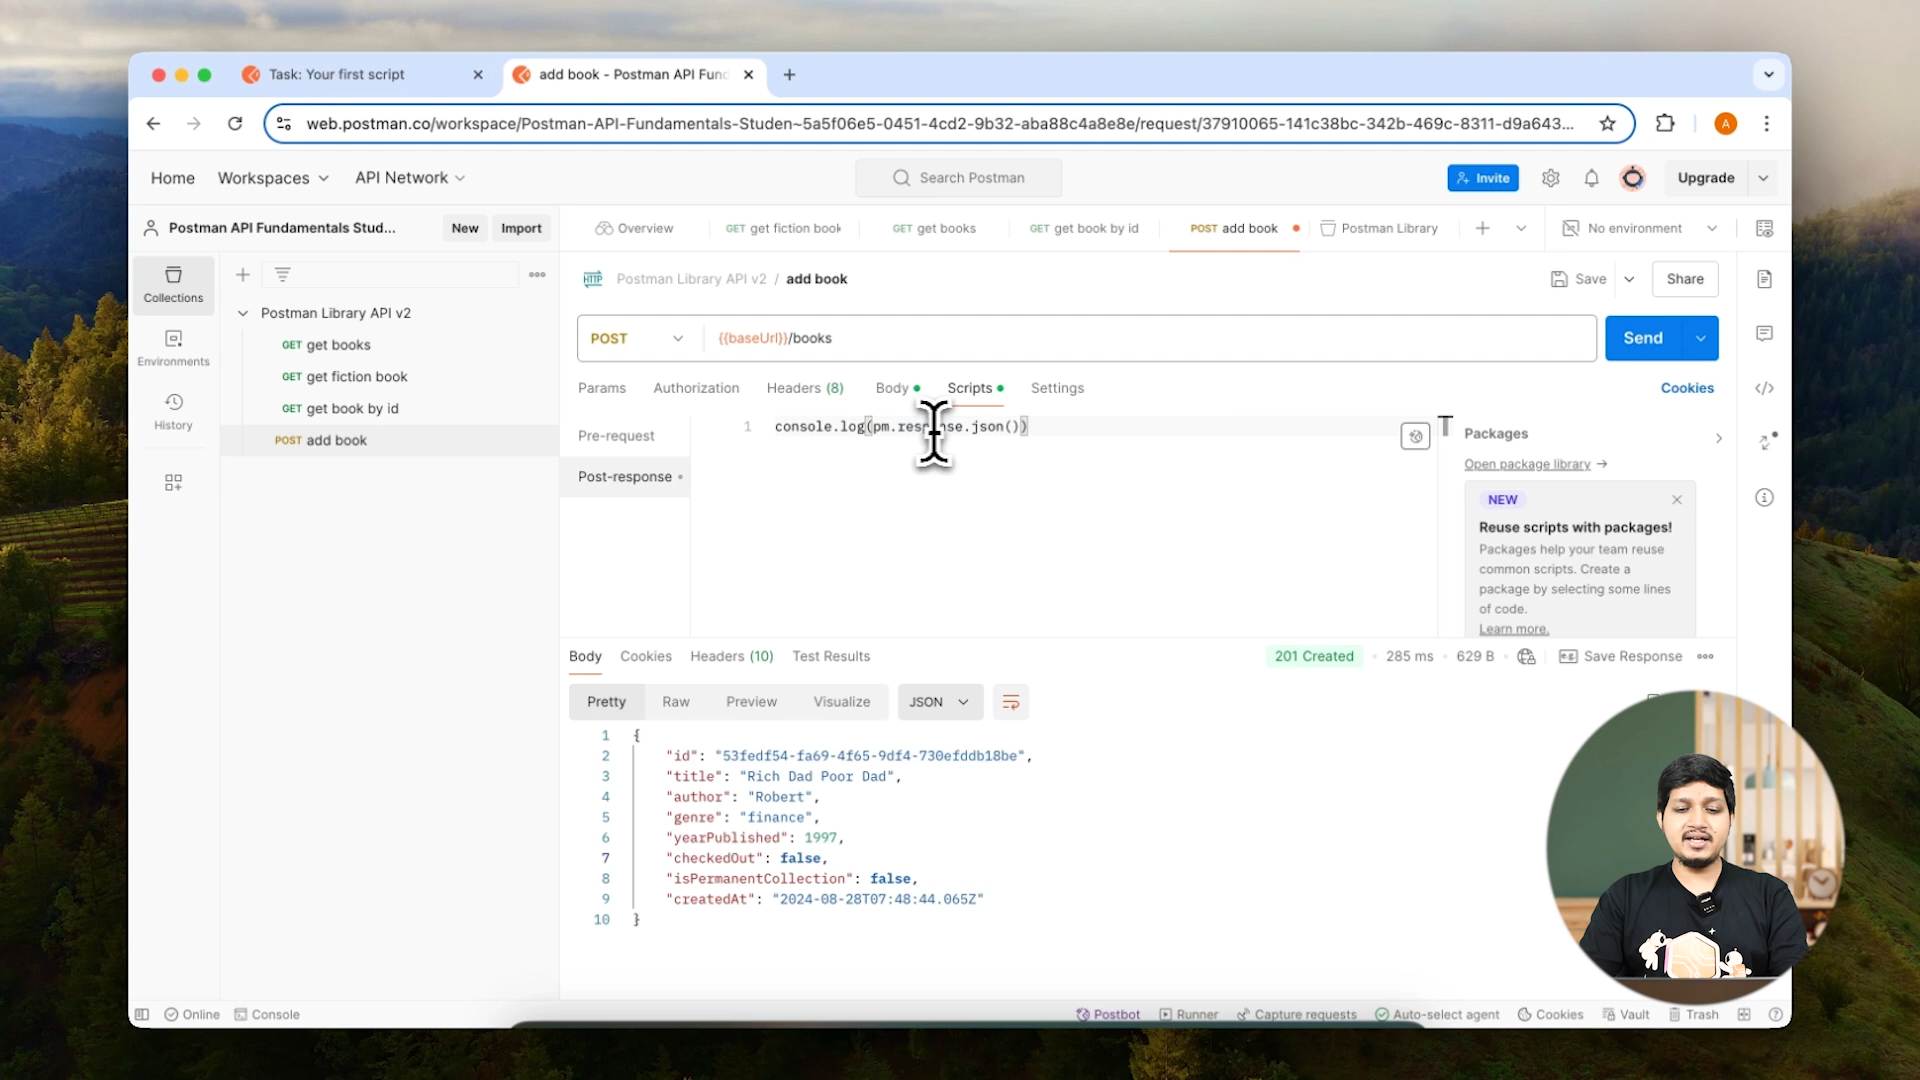 Task: Your first script
add book - Postman API Fund
web.postman.co/workspace/Postman-API-Fundamentals-Studen~5a5f06e5-0451-4cd2-9b32-aba88c4a8e8e/request/37910065-141c38bc-342b-469c-8311-d9a643...
A
Home
Workspaces
API Network
Search Postman
Invite
Upgrade
Postman API Fundamentals Stud...
New
Import
Overview
GET get fiction book
GET get books
GET get book by id
POST add book
Postman Library
No environment
Collections
Environments
History
Postman Library API v2
GET get books
GET get fiction book
GET get book by id
POST add book
HTTP
Postman Library API v2 / add book
Save
Share
POST
{{baseUrl}}/books
Send
Params
Authorization
Headers (8)
Body
Scripts
Settings
Cookies
Pre-request
Post-response
1 console.log(pm.response.json())
Packages
Open package library →
NEW
Reuse scripts with packages!
Packages help your team reuse
common scripts. Create a
package by selecting some lines
of code.
Learn more.
Body
Cookies
Headers (10)
Test Results
201 Created
285 ms
629 B
Save Response
Pretty
Raw
Preview
Visualize
JSON
1 {
2 "id": "53fedf54-fa69-4f65-9df4-730efddb18be",
3 "title": "Rich Dad Poor Dad",
4 "author": "Robert",
5 "genre": "finance",
6 "yearPublished": 1997,
7 "checkedOut": false,
8 "isPermanentCollection": false,
9 "createdAt": "2024-08-28T07:48:44.065Z"
10 }
Online
Console
Postbot
Runner
Capture requests
Auto-select agent
Cookies
Vault
Trash